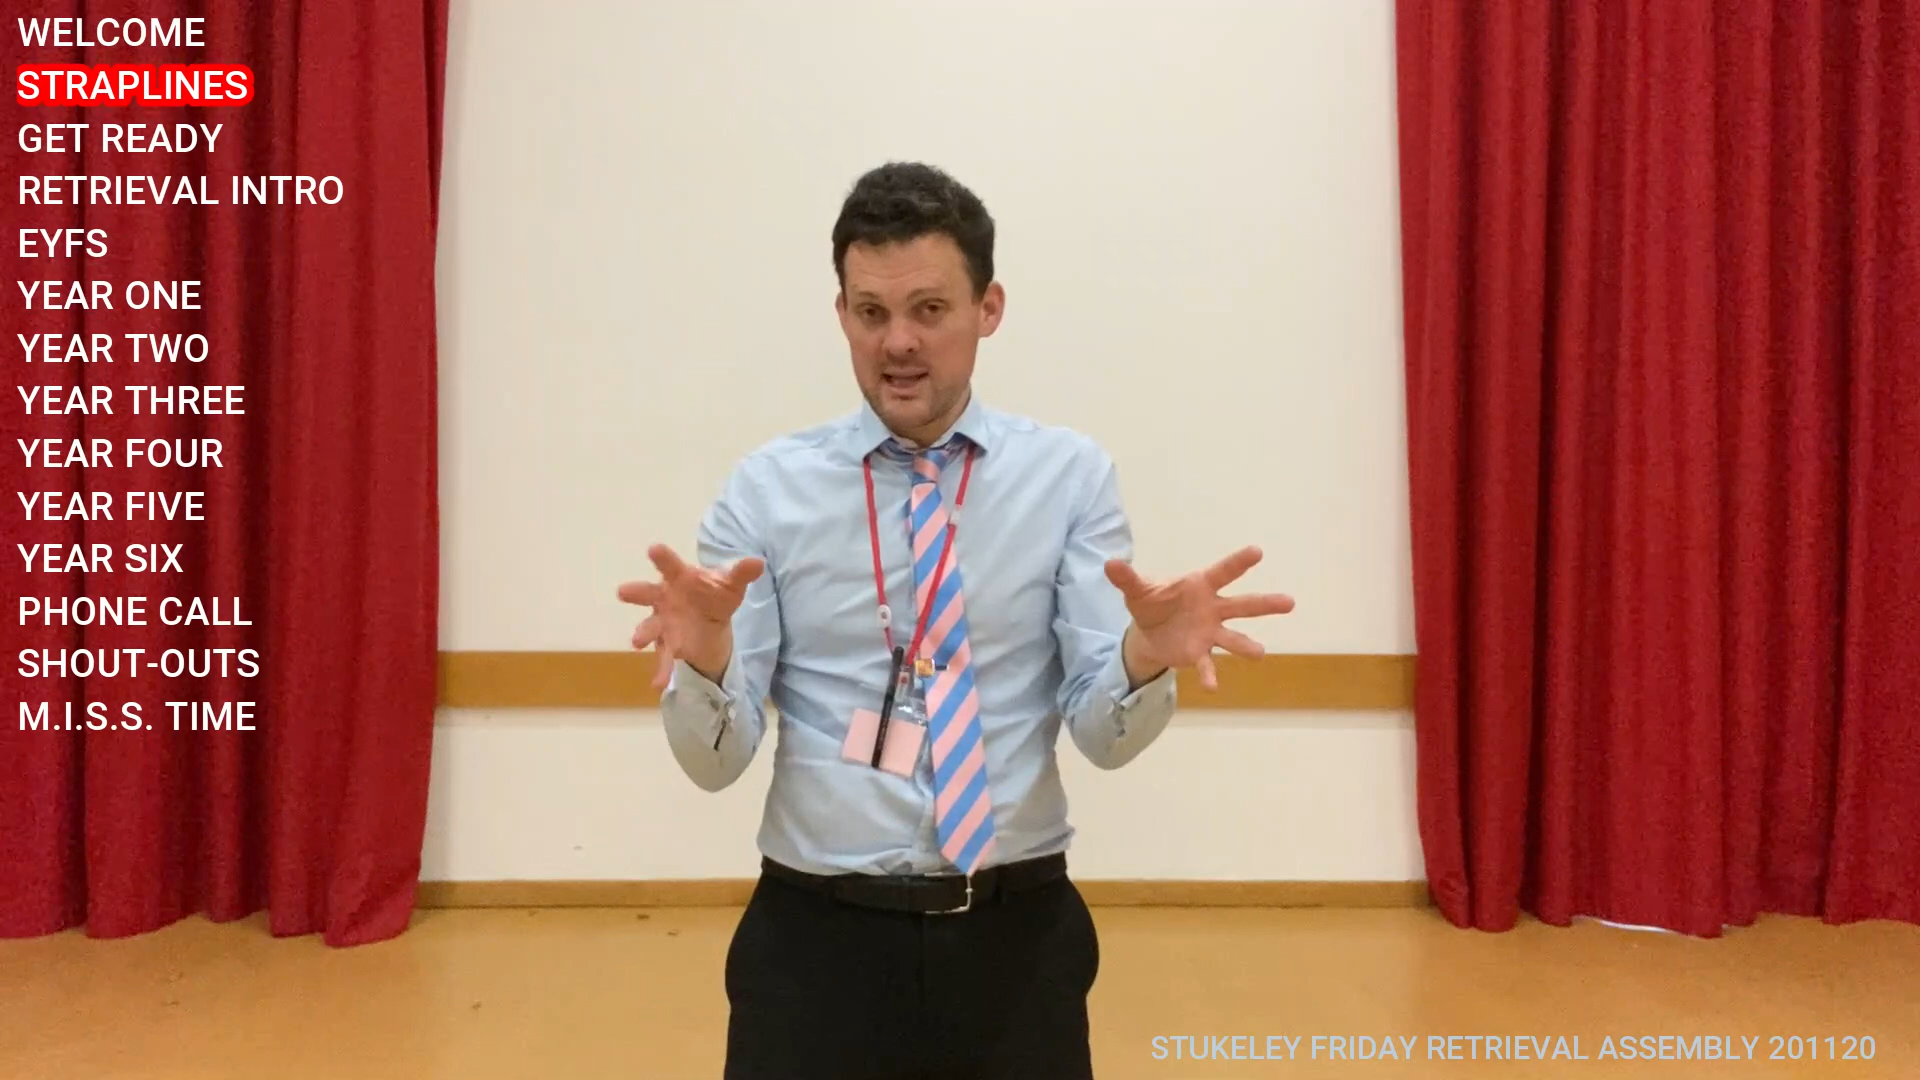 WELCOME
STRAPLINES
GET READY
RETRIEVAL INTRO
EYFS
YEAR ONE
YEAR TWO
YEAR THREE
YEAR FOUR
YEAR FIVE
YEAR SIX
PHONE CALL
SHOUT-OUTS
M.I.S.S. TIME
STUKELEY FRIDAY RETRIEVAL ASSEMBLY 201120